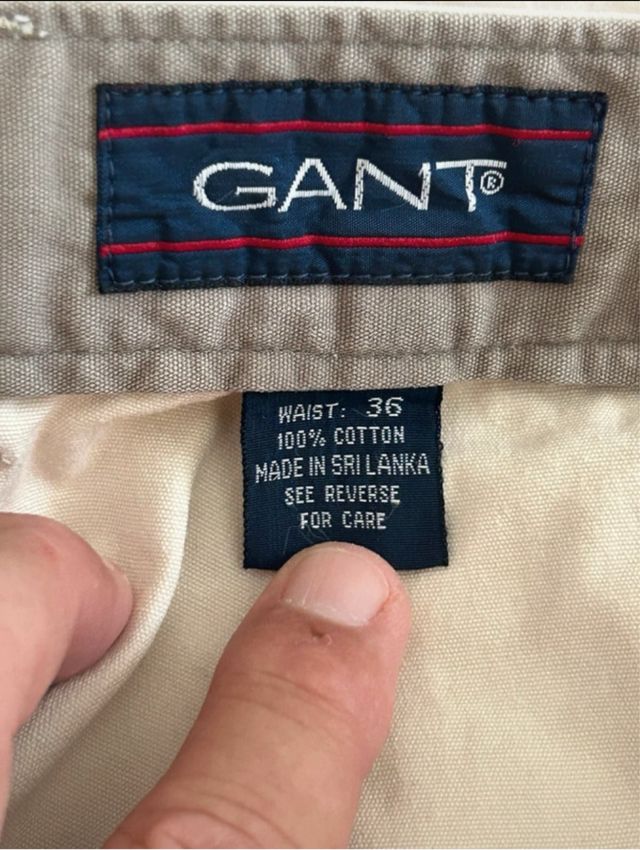 GANT®
WAIST: 36
100% COTTON
MADE IN SRI LANKA
SEE REVERSE
FOR CARE